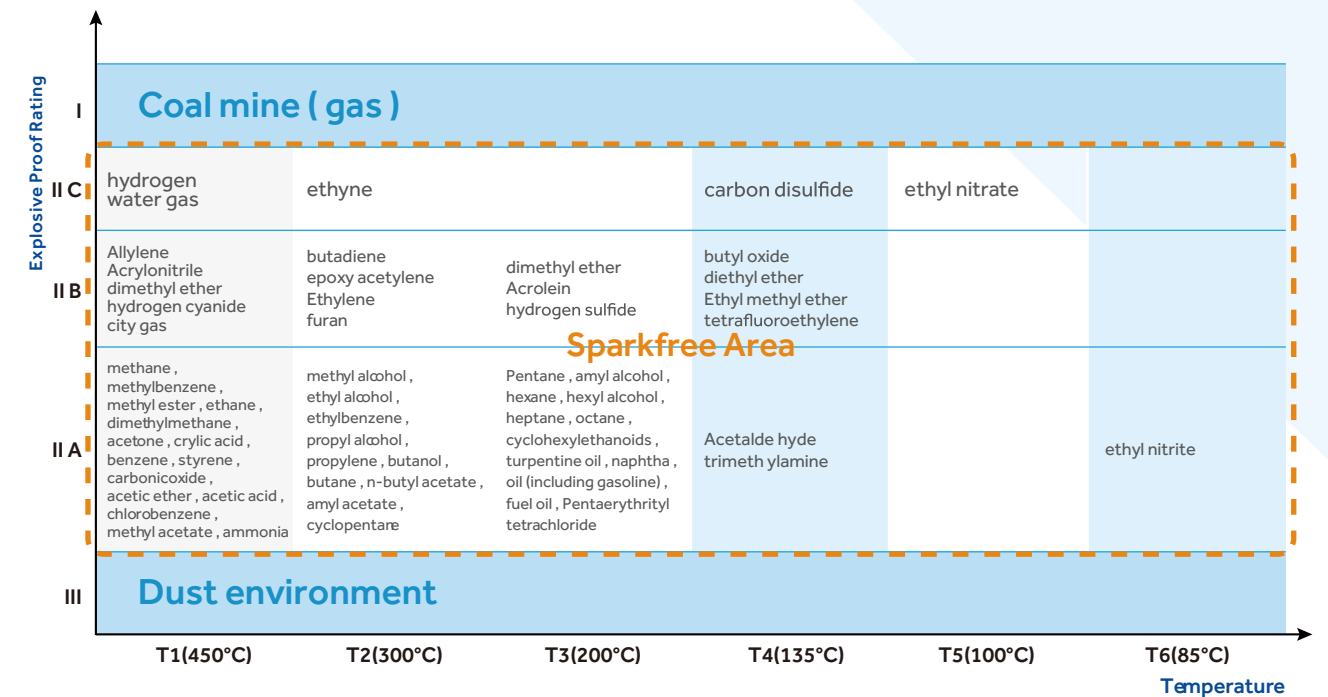 Explosive Proof Rating
I
Coal mine ( gas )
II C
hydrogen
water gas
ethyne
carbon disulfide
ethyl nitrate
II B
Allylene
Acrylonitrile
dimethyl ether
hydrogen cyanide
city gas
butadiene
epoxy acetylene
Ethylene
furan
dimethyl ether
Acrolein
hydrogen sulfide
butyl oxide
diethyl ether
Ethyl methyl ether
tetrafluoroethylene
Sparkfree Area
II A
methane ,
methylbenzene ,
methyl ester , ethane ,
dimethylmethane ,
acetone , crylic acid ,
benzene , styrene ,
carbonicoxide ,
acetic ether , acetic acid ,
chlorobenzene ,
methyl acetate , ammonia
methyl alcohol ,
ethyl alcohol ,
ethylbenzene ,
propyl alcohol ,
propylene , butanol ,
butane , n-butyl acetate ,
amyl acetate ,
cyclopentane
Pentane , amyl alcohol ,
hexane , hexyl alcohol ,
heptane , octane ,
cyclohexylethanoids ,
turpentine oil , naphtha ,
oil (including gasoline) ,
fuel oil , Pentaerythrityl
tetrachloride
Acetalde hyde
trimeth ylamine
ethyl nitrite
III
Dust environment
T1(450°C)
T2(300°C)
T3(200°C)
T4(135°C)
T5(100°C)
T6(85°C)
Temperature